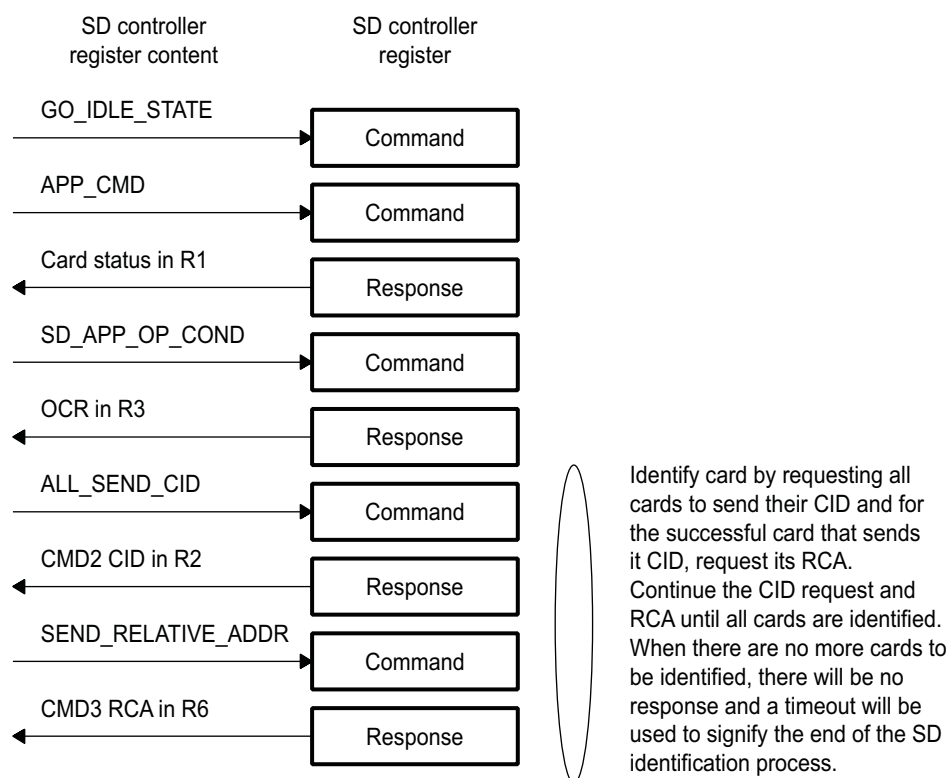 SD controller
register content
SD controller
register
GO_IDLE_STATE
Command
APP_CMD
Command
Card status in R1
Response
SD_APP_OP_COND
Command
OCR in R3
Response
ALL_SEND_CID
Command
CMD2 CID in R2
Response
SEND_RELATIVE_ADDR
Command
CMD3 RCA in R6
Response
Identify card by requesting all
cards to send their CID and for
the successful card that sends
it CID, request its RCA.
Continue the CID request and
RCA until all cards are identified.
When there are no more cards to
be identified, there will be no
response and a timeout will be
used to signify the end of the SD
identification process.